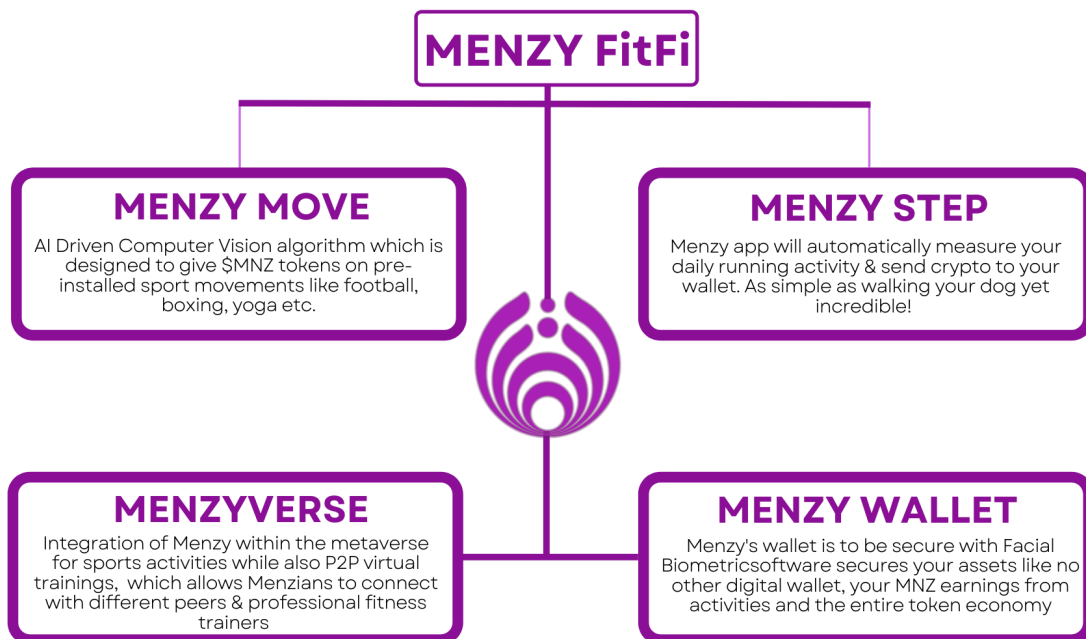 MENZY FitFi
MENZY MOVE
AI Driven Computer Vision algorithm which is
designed to give $MNZ tokens on pre-
installed sport movements like football,
boxing, yoga etc.
MENZY STEP
Menzy app will automatically measure your
daily running activity & send crypto to your
wallet. As simple as walking your dog yet
incredible!
MENZYVERSE
Integration of Menzy within the metaverse
for sports activities while also P2P virtual
trainings, which allows Menzians to connect
with different peers & professional fitness
trainers
MENZY WALLET
Menzy's wallet is to be secure with Facial
Biometricsoftware secures your assets like no
other digital wallet, your MNZ earnings from
activities and the entire token economy